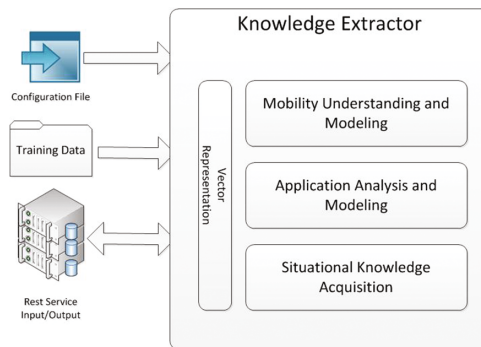 Knowledge Extractor
Configuration File
Training Data
Rest Service
Input/Output
Vector
Representation
Mobility Understanding and
Modeling
Application Analysis and
Modeling
Situational Knowledge
Acquisition